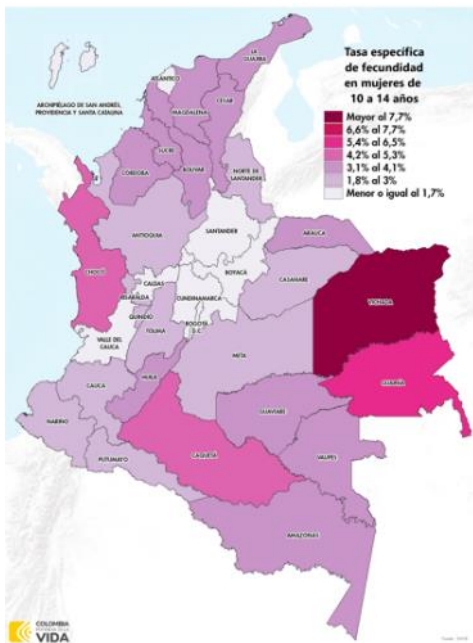 LA GUAJIRA
Tasa específica
de fecundidad
en mujeres de
10 a 14 años
Mayor al 7,7%
6,6% al 7,7%
5,4% al 6,5%
4,2% al 5,3%
3,1% al 4,1%
1,8% al 3%
Menor o igual al 1,7%
ATLÁNTICO
ARCHIPIÉLAGO DE SAN ANDRÉS,
PROVIDENCIA Y SANTA CATALINA
MAGDALENA
CESAR
SUCRE
CÓRDOBA
BOLÍVAR
NORTE DE
SANTANDER
ANTIOQUIA
SANTANDER
ARAUCA
CHOCÓ
BOYACÁ
CASANARE
CALDAS
VICHADA
RISARALDA
CUNDINAMARCA
QUINDÍO
BOGOTÁ
D.C.
TOLIMA
VALLE DEL
CAUCA
META
GUAINÍA
CAUCA
HUILA
GUAVIARE
NARIÑO
CAQUETÁ
VAUPÉS
PUTUMAYO
AMAZONAS
COLOMBIA
VIDA